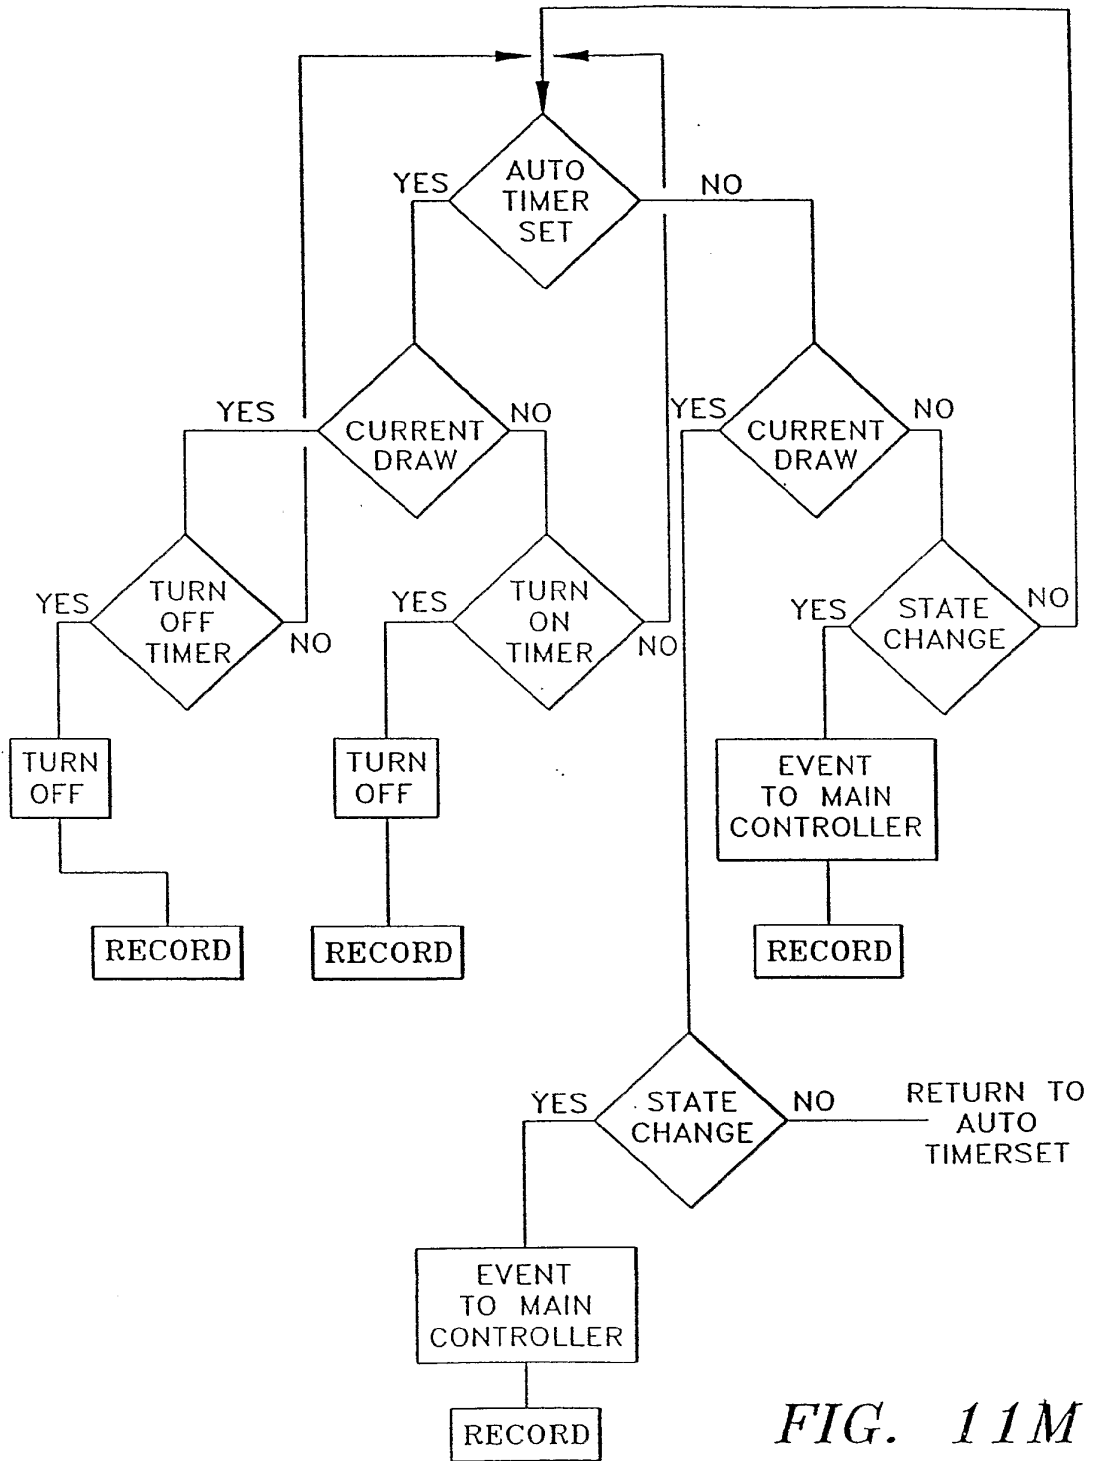 AUTO
TIMER
SET
YES
NO
CURRENT
DRAW
YES
NO
CURRENT
DRAW
YES
NO
TURN
OFF
TIMER
YES
NO
TURN
ON
TIMER
YES
NO
STATE
CHANGE
YES
NO
TURN
OFF
TURN
OFF
EVENT
TO MAIN
CONTROLLER
RECORD
RECORD
RECORD
STATE
CHANGE
YES
NO
RETURN TO
AUTO
TIMERSET
EVENT
TO MAIN
CONTROLLER
RECORD
FIG. 11M